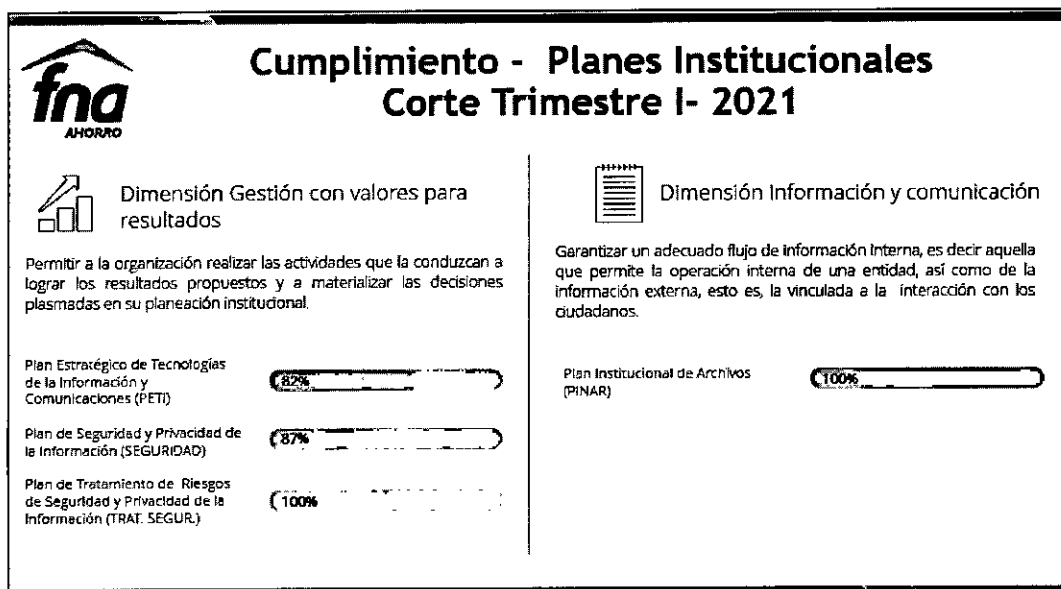 fna
AHORRO
Cumplimiento - Planes Institucionales
Corte Trimestre I- 2021
Dimensión Gestión con valores para
resultados
Permitir a la organización realizar las actividades que la conduzcan a
lograr los resultados propuestos y a materializar las decisiones
plasmadas en su planeación institucional.
Plan Estratégico de Tecnologías
de la Información y
Comunicaciones (PETI)
82%
Plan de Seguridad y Privacidad de
la Información (SEGURIDAD)
87%
Plan de Tratamiento de Riesgos
de Seguridad y Privacidad de la
Información (TRAT. SEGUR.)
100%
Dimensión Información y comunicación
Garantizar un adecuado flujo de información interna, es decir aquella
que permite la operación interna de una entidad, así como de la
información externa, esto es, la vinculada a la interacción con los
ciudadanos.
Plan Institucional de Archivos
(PINAR)
100%